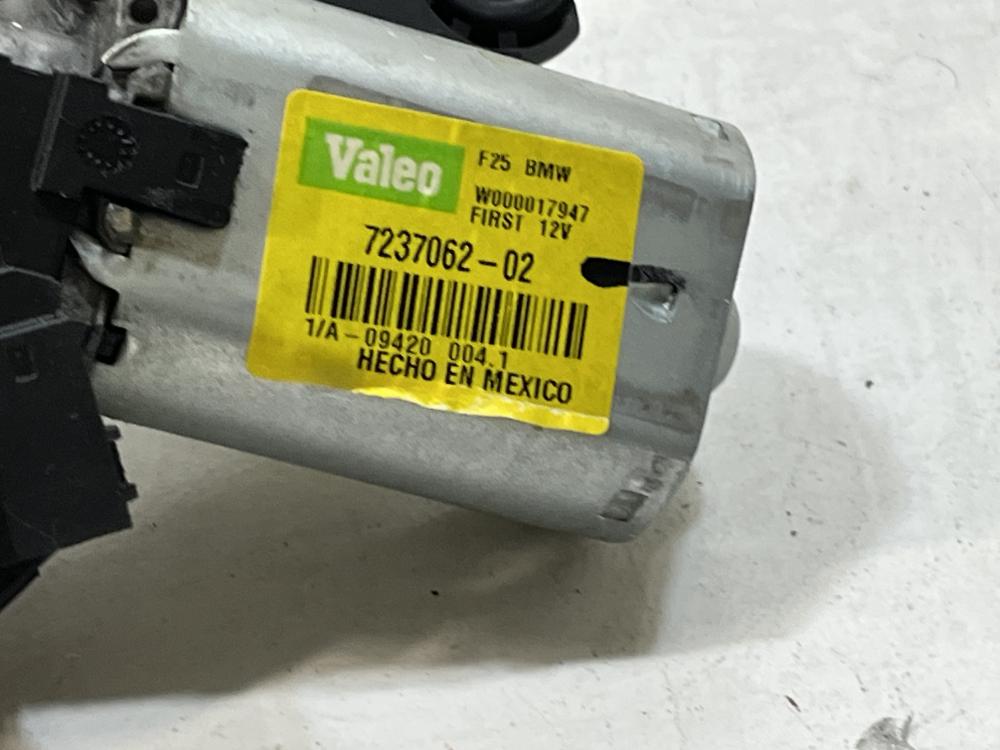 Valeo
F25 BMW
W000017947
FIRST 12V
7237062-02
1/A-09420 004.1
HECHO EN MEXICO